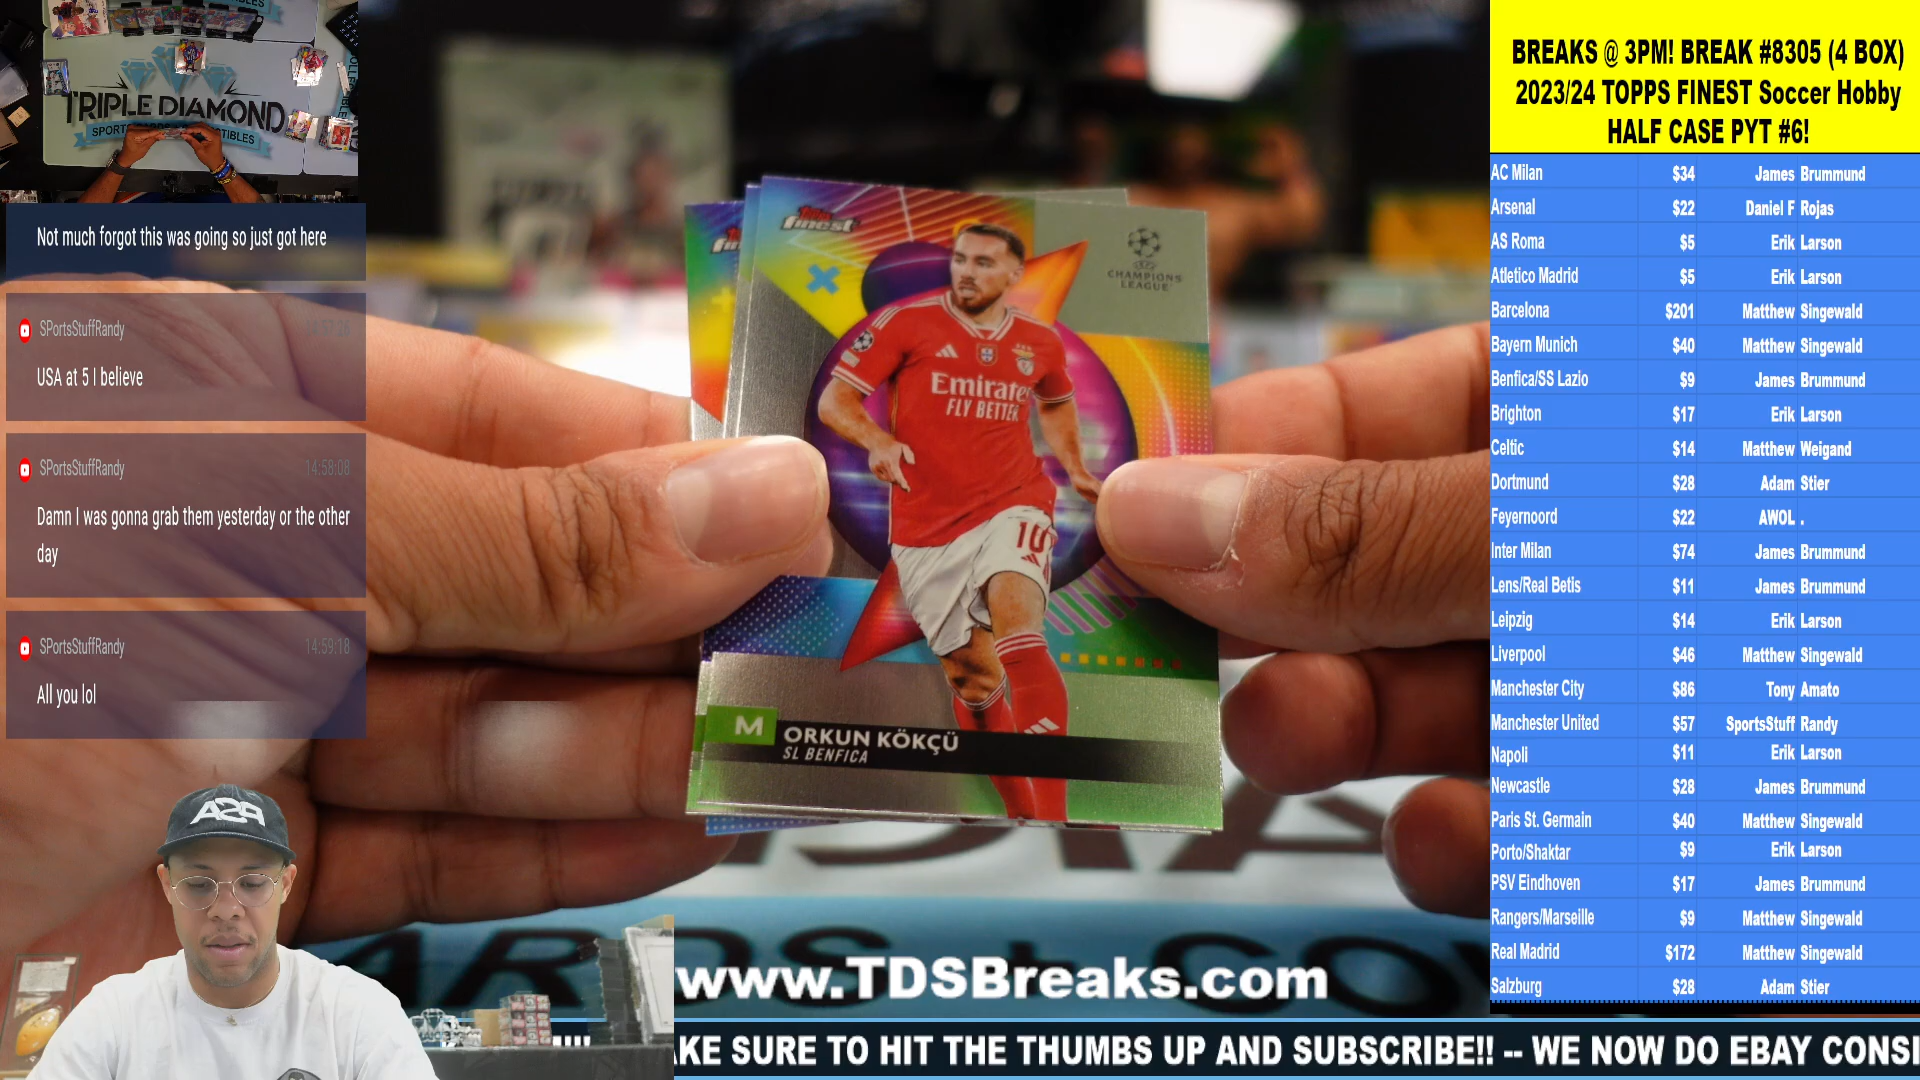 TRIPLE DIAMOND
Not much forgot this was going so just got here
SPortsStuffRandy 14:57:26
USA at 5 I believe
SPortsStuffRandy 14:58:08
Damn I was gonna grab them yesterday or the other
day
SPortsStuffRandy 14:59:18
All you lol
Topps
finest
CHAMPIONS
LEAGUE
Emirates
FLY BETTER
10
M ORKUN KÖKÇÜ
SL BENFICA
PSA
www.TDSBreaks.com
AKE SURE TO HIT THE THUMBS UP AND SUBSCRIBE!! -- WE NOW DO EBAY CONSI
BREAKS @ 3PM! BREAK #8305 (4 BOX)
2023/24 TOPPS FINEST Soccer Hobby
HALF CASE PYT #6!
AC Milan $34 James Brummund
Arsenal $22 Daniel F Rojas
AS Roma $5 Erik Larson
Atletico Madrid $5 Erik Larson
Barcelona $201 Matthew Singewald
Bayern Munich $40 Matthew Singewald
Benfica/SS Lazio $9 James Brummund
Brighton $17 Erik Larson
Celtic $14 Matthew Weigand
Dortmund $28 Adam Stier
Feyernoord $22 AWOL .
Inter Milan $74 James Brummund
Lens/Real Betis $11 James Brummund
Leipzig $14 Erik Larson
Liverpool $46 Matthew Singewald
Manchester City $86 Tony Amato
Manchester United $57 SportsStuff Randy
Napoli $11 Erik Larson
Newcastle $28 James Brummund
Paris St. Germain $40 Matthew Singewald
Porto/Shaktar $9 Erik Larson
PSV Eindhoven $17 James Brummund
Rangers/Marseille $9 Matthew Singewald
Real Madrid $172 Matthew Singewald
Salzburg $28 Adam Stier